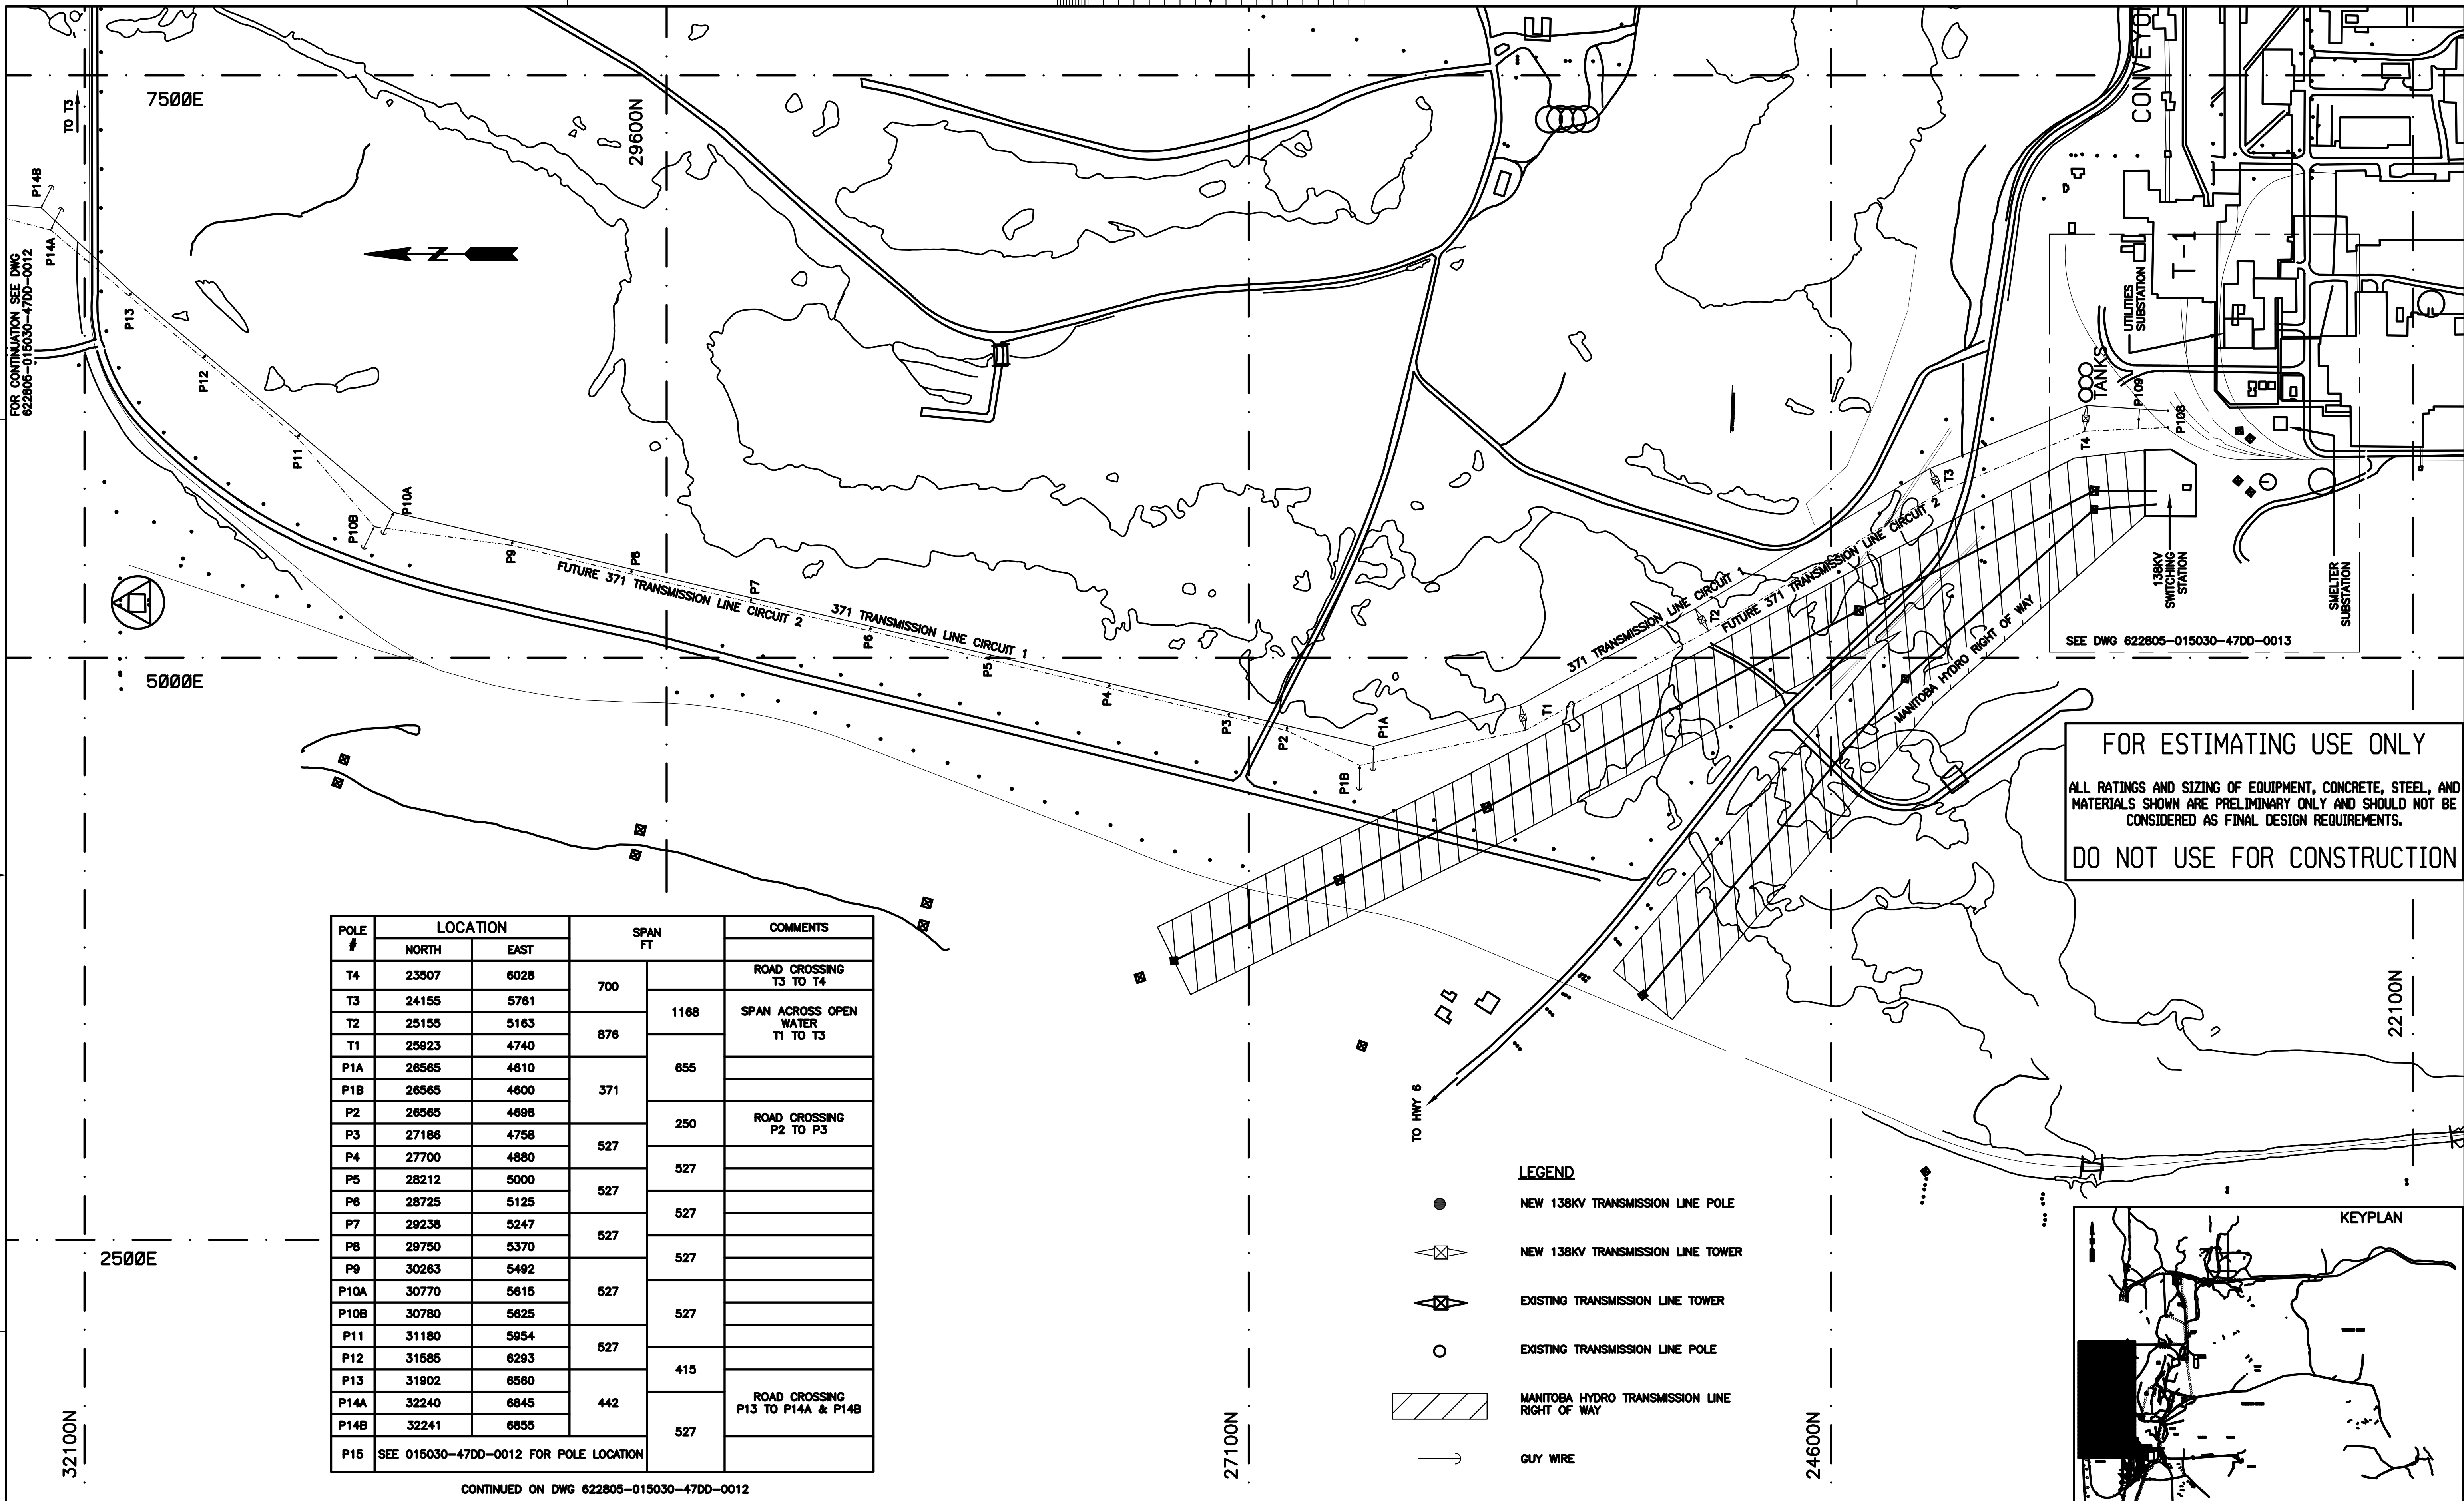 7500E
29600N
TO T3
FOR CONTINUATION SEE DWG
622805-015030-47DD-0012
P14B
P14A
P13
P12
P11
P10B
P10A
P9
P8
P7
P6
P5
P4
P3
P2
P1B
P1A
T1
T2
T3
T4
N
E
FUTURE 371 TRANSMISSION LINE CIRCUIT 2
371 TRANSMISSION LINE CIRCUIT 1
371 TRANSMISSION LINE CIRCUIT 1
FUTURE 371 TRANSMISSION LINE CIRCUIT 2
MANITOBA HYDRO RIGHT OF WAY
5000E
CONVEYOR
T-1
UTILITIES
SUBSTATION
TANKS
P109
P108
138KV
SWITCHING
STATION
SMELTER
SUBSTATION
SEE DWG 622805-015030-47DD-0013
FOR ESTIMATING USE ONLY
ALL RATINGS AND SIZING OF EQUIPMENT, CONCRETE, STEEL, AND
MATERIALS SHOWN ARE PRELIMINARY ONLY AND SHOULD NOT BE
CONSIDERED AS FINAL DESIGN REQUIREMENTS.
DO NOT USE FOR CONSTRUCTION
22100N
TO HWY 6
2500E
32100N
27100N
24600N
POLE # LOCATION SPAN FT COMMENTS
NORTH EAST
T4 23507 6028 700 ROAD CROSSING
T3 TO T4
T3 24155 5761 1168 SPAN ACROSS OPEN
WATER
T1 TO T3
T2 25155 5163 876
T1 25923 4740 655
P1A 26565 4610 371
P1B 26565 4600
P2 26565 4698 250 ROAD CROSSING
P2 TO P3
P3 27186 4758 527
P4 27700 4880 527
P5 28212 5000 527
P6 28725 5125 527
P7 29238 5247 527
P8 29750 5370 527
P9 30263 5492 527
P10A 30770 5615 527
P10B 30780 5625
P11 31180 5954 527
P12 31585 6293 415
P13 31902 6560 442 ROAD CROSSING
P13 TO P14A & P14B
P14A 32240 6845 527
P14B 32241 6855
P15 SEE 015030-47DD-0012 FOR POLE LOCATION
CONTINUED ON DWG 622805-015030-47DD-0012
LEGEND
NEW 138KV TRANSMISSION LINE POLE
NEW 138KV TRANSMISSION LINE TOWER
EXISTING TRANSMISSION LINE TOWER
EXISTING TRANSMISSION LINE POLE
MANITOBA HYDRO TRANSMISSION LINE
RIGHT OF WAY
GUY WIRE
KEYPLAN